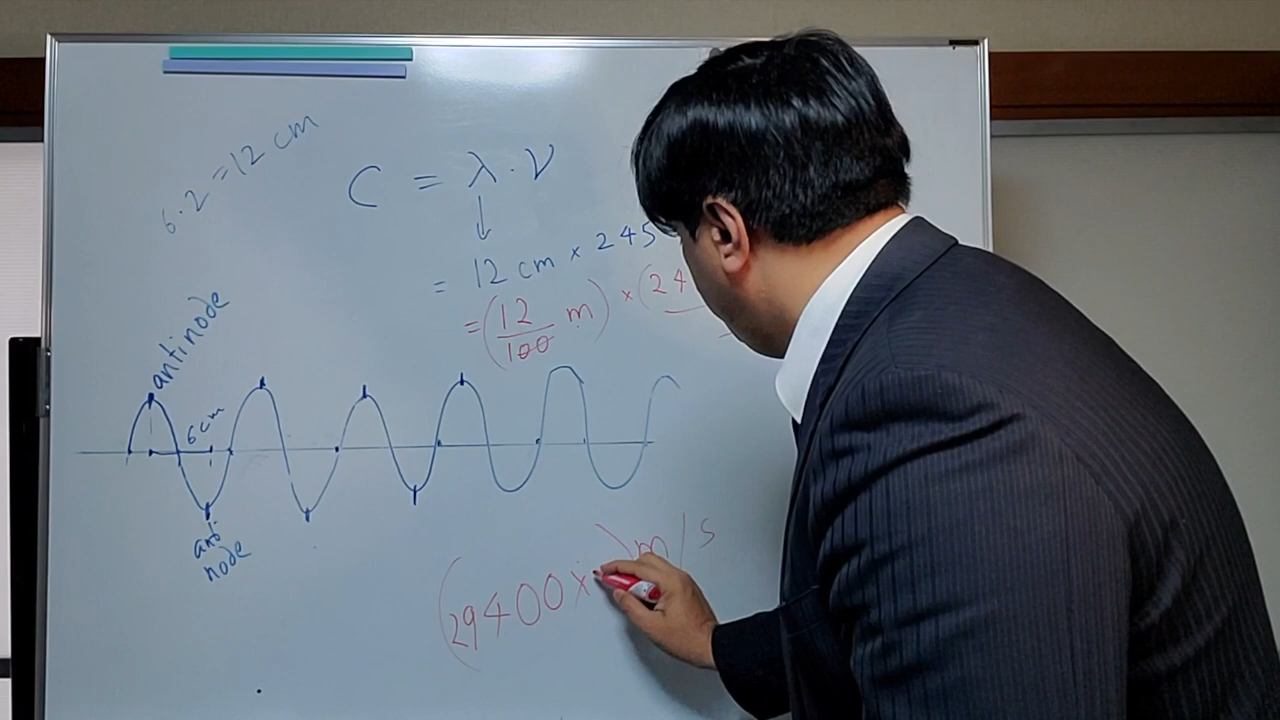 6·2=12 cm
C = λ·ν
↓
= 12 cm × 245
= (12/100 m) × (24
antinode
6cm
anti
node
(29400× )m/s